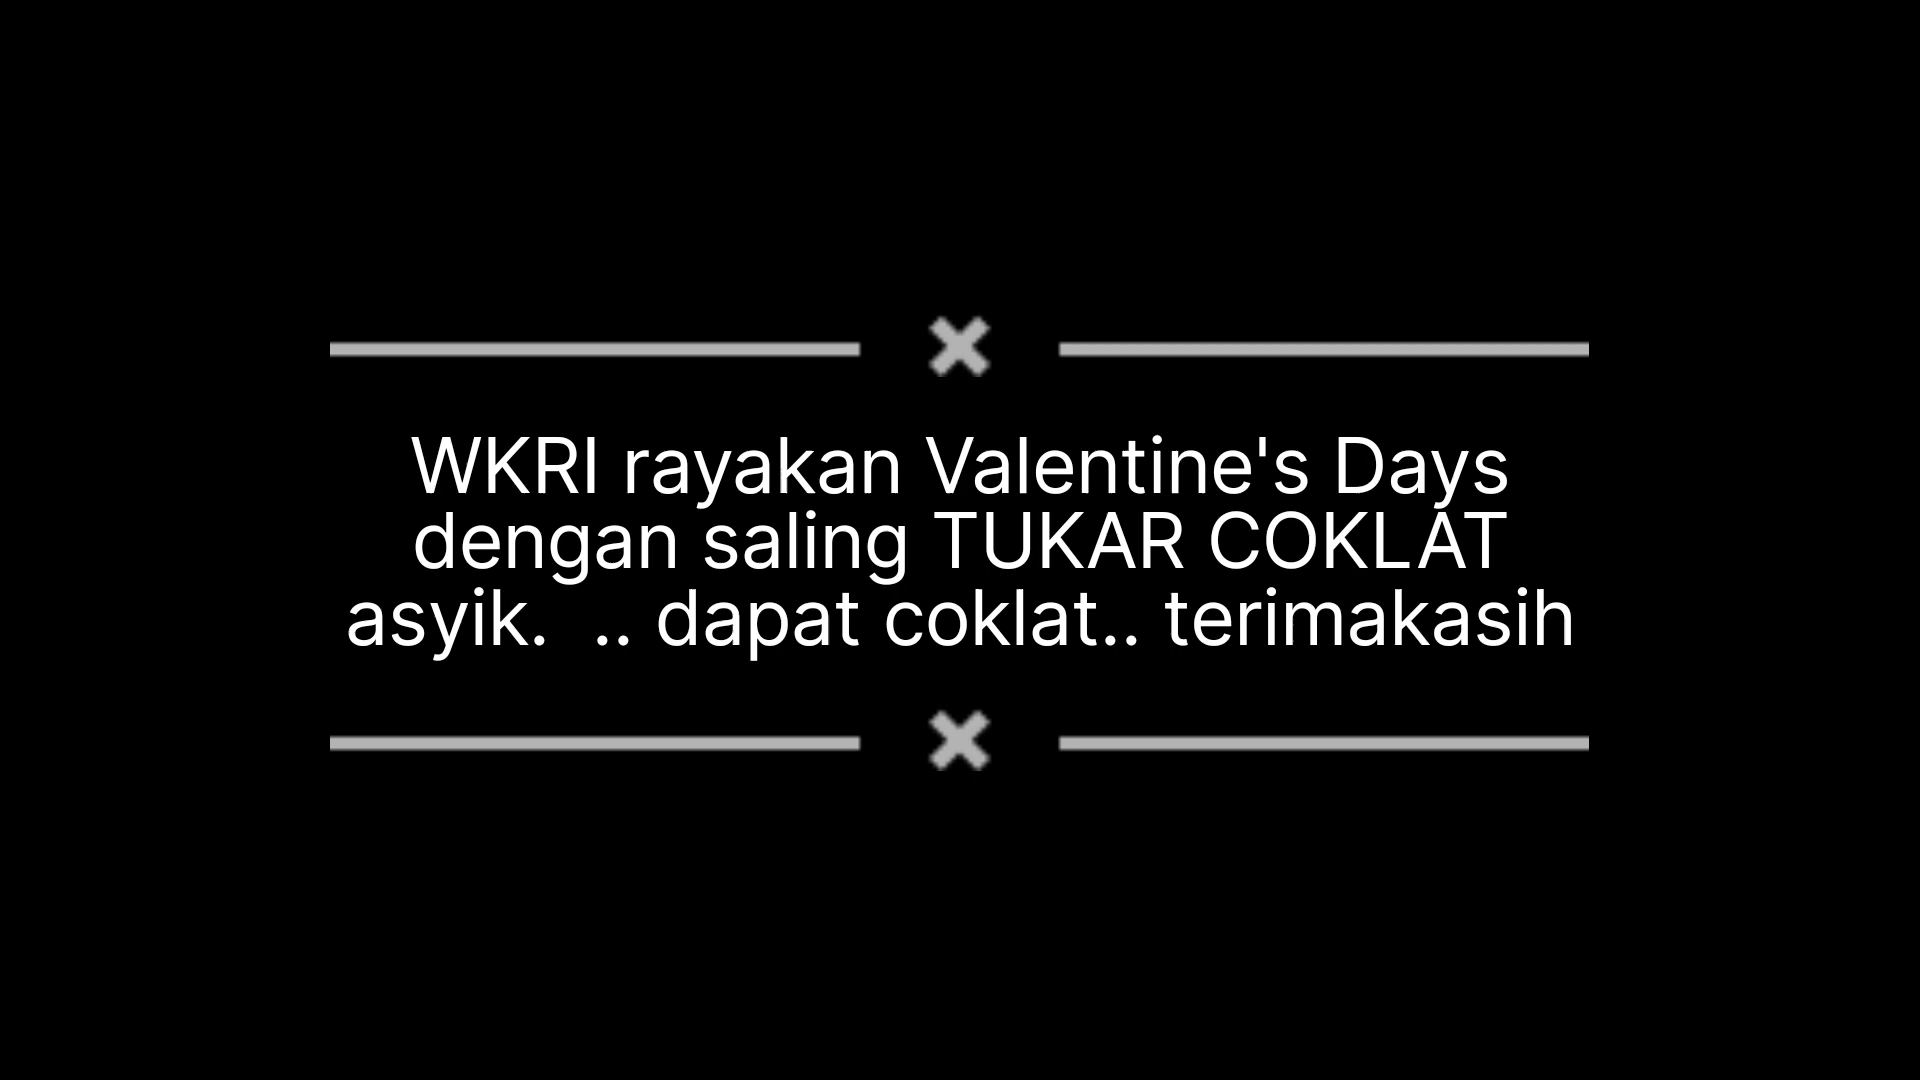 WKRI rayakan Valentine's Days
dengan saling TUKAR COKLAT
asyik.  .. dapat coklat.. terimakasih